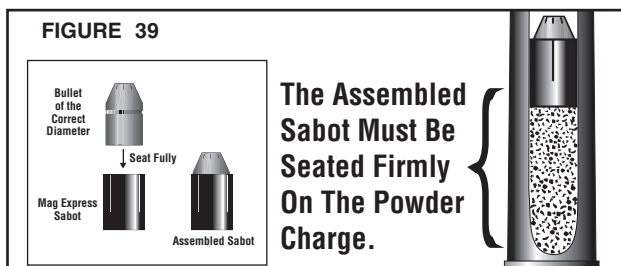 FIGURE 39
Bullet
of the
Correct
Diameter
Seat Fully
Mag Express
Sabot
Assembled Sabot
The Assembled
Sabot Must Be
Seated Firmly
On The Powder
Charge.